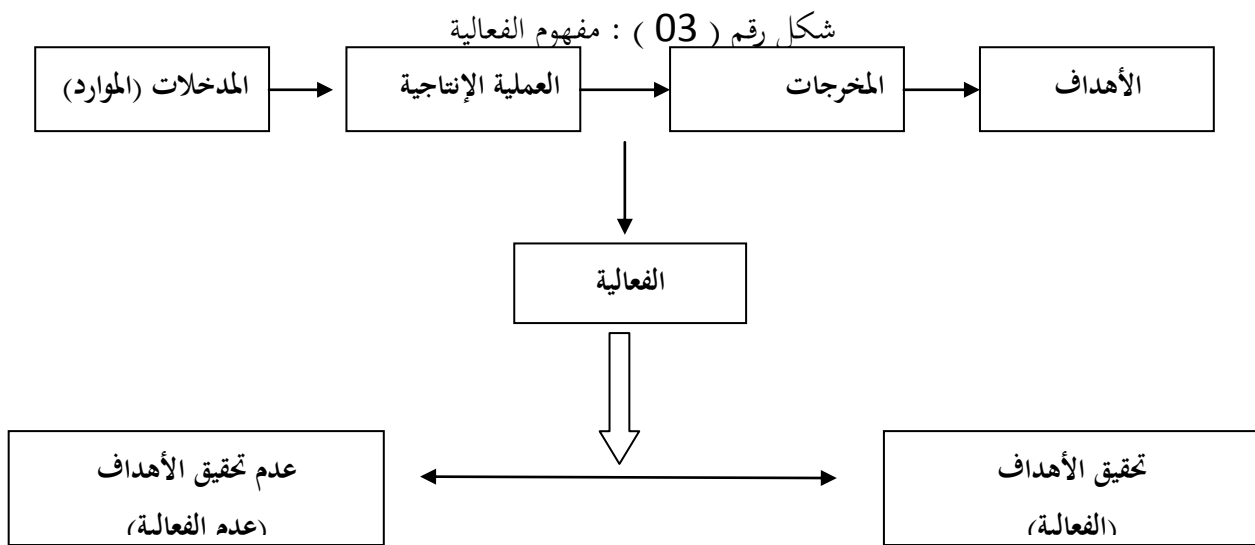 شكل رقم ( 03 ) : مفهوم الفعالية
المدخلات (الموارد)
العملية الإنتاجية
المخرجات
الأهداف
الفعالية
تحقيق الأهداف
(الفعالية)
عدم تحقيق الأهداف
(عدم الفعالية)